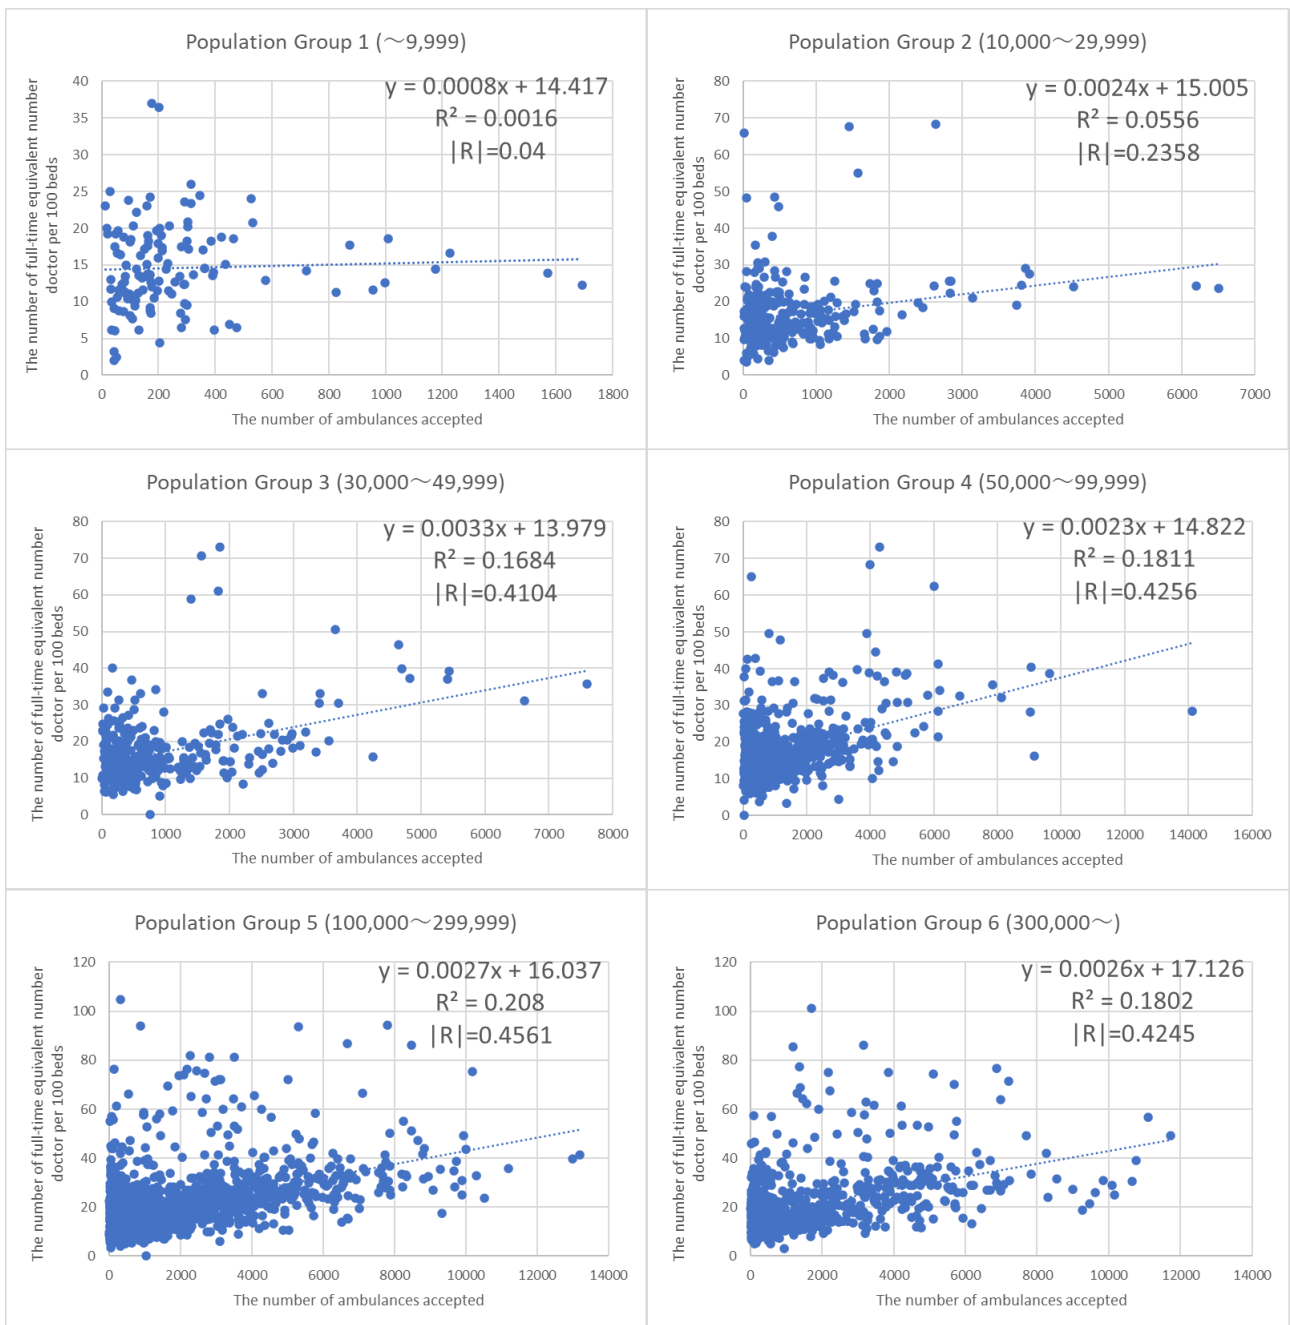 Population Group 1 (～9,999)
The number of full-time equivalent number
doctor per 100 beds
40
35
30
25
20
15
10
5
0
y = 0.0008x + 14.417
R² = 0.0016
|R|=0.04
0 200 400 600 800 1000 1200 1400 1600 1800
The number of ambulances accepted
Population Group 2 (10,000～29,999)
The number of full-time equivalent number
doctor per 100 beds
80
70
60
50
40
30
20
10
0
y = 0.0024x + 15.005
R² = 0.0556
|R|=0.2358
0 1000 2000 3000 4000 5000 6000 7000
The number of ambulances accepted
Population Group 3 (30,000～49,999)
The number of full-time equivalent number
doctor per 100 beds
80
70
60
50
40
30
20
10
0
y = 0.0033x + 13.979
R² = 0.1684
|R|=0.4104
0 1000 2000 3000 4000 5000 6000 7000 8000
The number of ambulances accepted
Population Group 4 (50,000～99,999)
The number of full-time equivalent number
doctor per 100 beds
80
70
60
50
40
30
20
10
0
y = 0.0023x + 14.822
R² = 0.1811
|R|=0.4256
0 2000 4000 6000 8000 10000 12000 14000 16000
The number of ambulances accepted
Population Group 5 (100,000～299,999)
The number of full-time equivalent number
doctor per 100 beds
120
100
80
60
40
20
0
y = 0.0027x + 16.037
R² = 0.208
|R|=0.4561
0 2000 4000 6000 8000 10000 12000 14000
The number of ambulances accepted
Population Group 6 (300,000～)
The number of full-time equivalent number
doctor per 100 beds
120
100
80
60
40
20
0
y = 0.0026x + 17.126
R² = 0.1802
|R|=0.4245
0 2000 4000 6000 8000 10000 12000 14000
The number of ambulances accepted